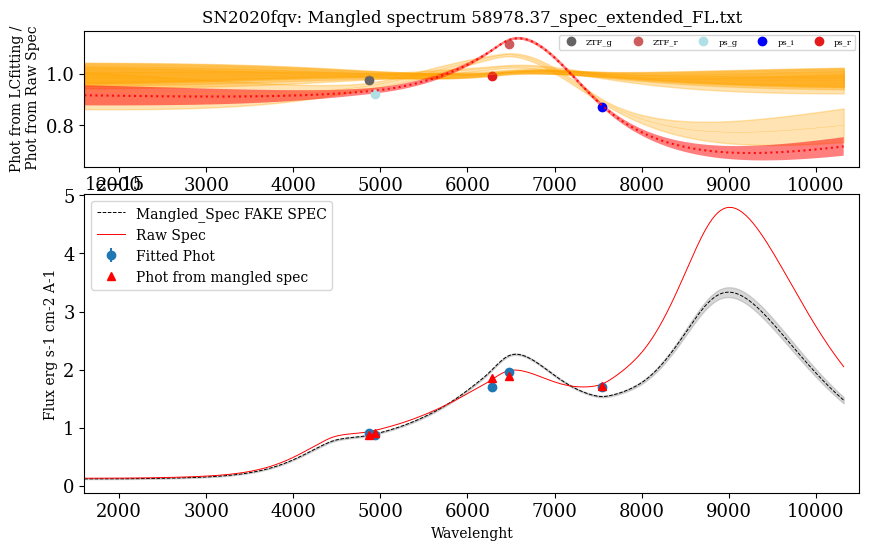 SN2020fqv: Mangled spectrum 58978.37_spec_extended_FL.txt
Phot from LCfitting /
Phot from Raw Spec
1.0
0.8
ZTF_g ZTF_r ps_g ps_i ps_r
2000 3000 4000 5000 6000 7000 8000 9000 10000
Flux erg s-1 cm-2 A-1
5
4
3
2
1
0
Mangled_Spec FAKE SPEC
Raw Spec
Fitted Phot
Phot from mangled spec
2000 3000 4000 5000 6000 7000 8000 9000 10000
Wavelenght